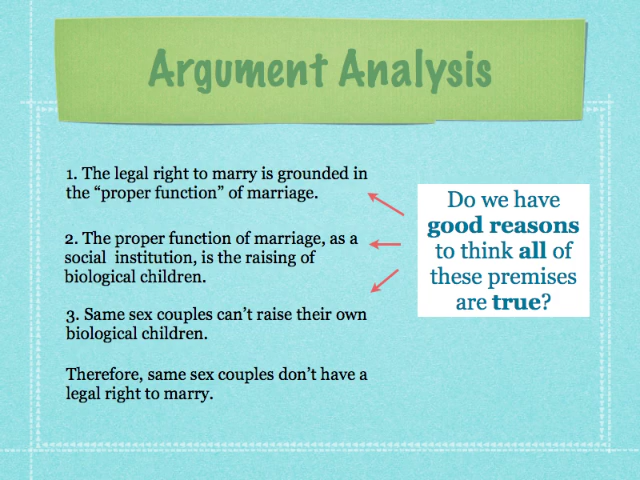 Argument Analysis
1. The legal right to marry is grounded in
the “proper function” of marriage.
2. The proper function of marriage, as a
social institution, is the raising of
biological children.
3. Same sex couples can’t raise their own
biological children.
Therefore, same sex couples don’t have a
legal right to marry.
Do we have
good reasons
to think all of
these premises
are true?